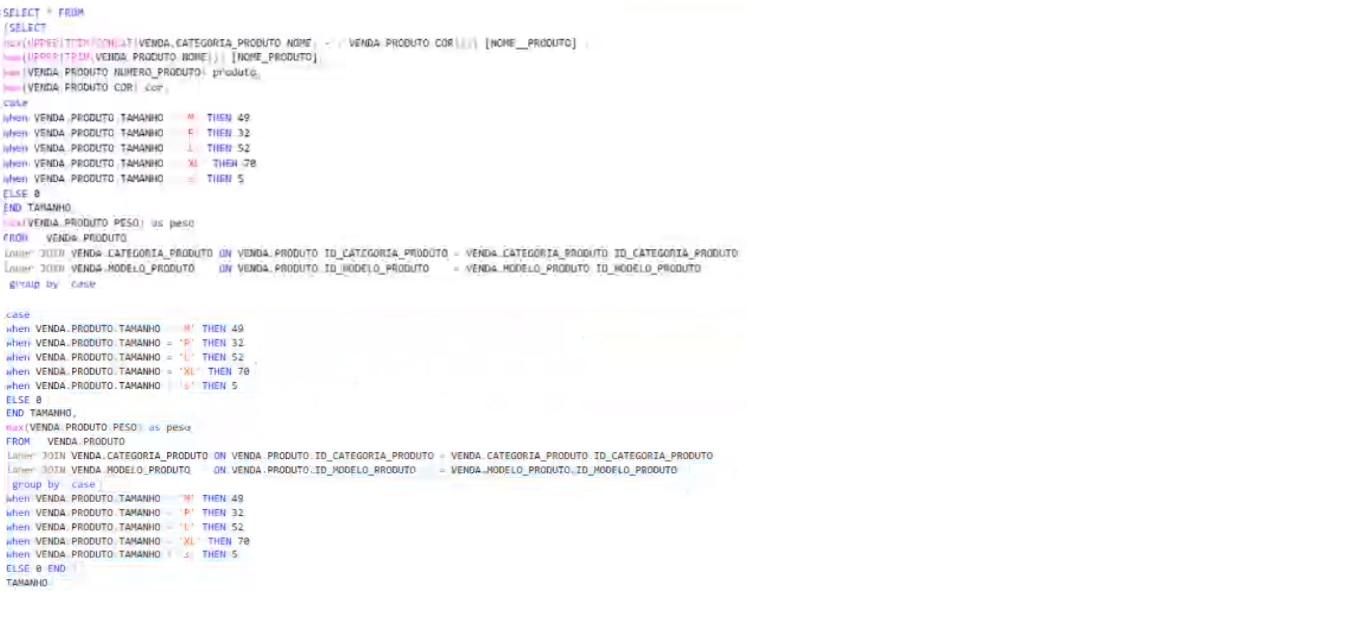 SELECT * FROM
(SELECT
max(UPPER(TRIM(CONCAT(VENDA.CATEGORIA_PRODUTO NOME, - VENDA PRODUTO COR)))) [NOME__PRODUTO]
max(UPPER(TRIM(VENDA PRODUTO NOME))) [NOME_PRODUTO]
max(VENDA PRODUTO NUMERO_PRODUTO) produto,
max(VENDA PRODUTO COR) cor,
case
when VENDA PRODUTO TAMANHO M THEN 49
when VENDA PRODUTO TAMANHO THEN 32
when VENDA PRODUTO TAMANHO THEN 52
when VENDA PRODUTO TAMANHO XL THEN 70
when VENDA PRODUTO TAMANHO THEN 5
ELSE 0
END TAMANHO,
max(VENDA PRODUTO PESO) as peso
FROM VENDA PRODUTO
JOIN VENDA.CATEGORIA_PRODUTO ON VENDA.PRODUTO ID_CATEGORIA_PRODUTO = VENDA.CATEGORIA_PRODUTO ID_CATEGORIA_PRODUTO
JOIN VENDA.MODELO_PRODUTO ON VENDA.PRODUTO ID_MODELO_PRODUTO = VENDA.MODELO_PRODUTO ID_MODELO_PRODUTO
group by case
case
when VENDA.PRODUTO.TAMANHO 'M' THEN 49
when VENDA.PRODUTO.TAMANHO = 'P' THEN 32
when VENDA.PRODUTO.TAMANHO = 'L' THEN 52
when VENDA.PRODUTO.TAMANHO = 'XL' THEN 70
when VENDA.PRODUTO.TAMANHO 's' THEN 5
ELSE 0
END TAMANHO,
max(VENDA.PRODUTO PESO) as peso
FROM VENDA PRODUTO
JOIN VENDA.CATEGORIA_PRODUTO ON VENDA.PRODUTO ID_CATEGORIA_PRODUTO = VENDA.CATEGORIA_PRODUTO ID_CATEGORIA_PRODUTO
JOIN VENDA MODELO_PRODUTO ON VENDA.PRODUTO.ID_MODELO_PRODUTO = VENDA.MODELO_PRODUTO.ID_MODELO_PRODUTO
group by case
when VENDA PRODUTO TAMANHO 'M' THEN 49
when VENDA PRODUTO TAMANHO = 'P' THEN 32
when VENDA PRODUTO TAMANHO = 'L' THEN 52
when VENDA PRODUTO TAMANHO = 'XL' THEN 70
when VENDA PRODUTO TAMANHO THEN 5
ELSE 0 END
TAMANHO